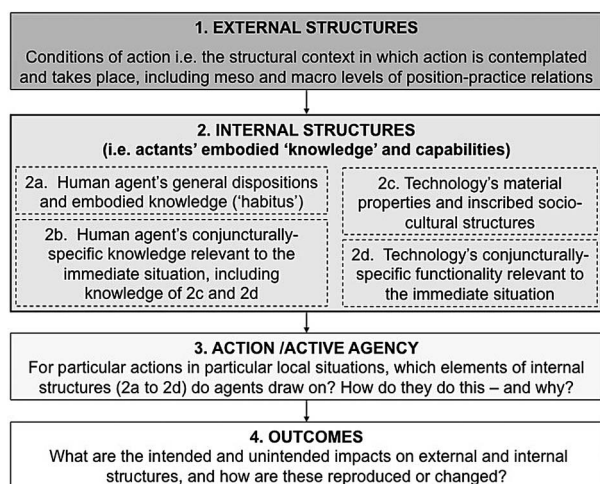 1. EXTERNAL STRUCTURES
Conditions of action i.e. the structural context in which action is contemplated
and takes place, including meso and macro levels of position-practice relations
2. INTERNAL STRUCTURES
(i.e. actants' embodied 'knowledge' and capabilities)
2a. Human agent's general dispositions
and embodied knowledge ('habitus')
2b. Human agent's conjuncturally-
specific knowledge relevant to the
immediate situation, including
knowledge of 2c and 2d
2c. Technology's material
properties and inscribed socio-
cultural structures
2d. Technology's conjuncturally-
specific functionality relevant to
the immediate situation
3. ACTION /ACTIVE AGENCY
For particular actions in particular local situations, which elements of internal
structures (2a to 2d) do agents draw on? How do they do this – and why?
4. OUTCOMES
What are the intended and unintended impacts on external and internal
structures, and how are these reproduced or changed?